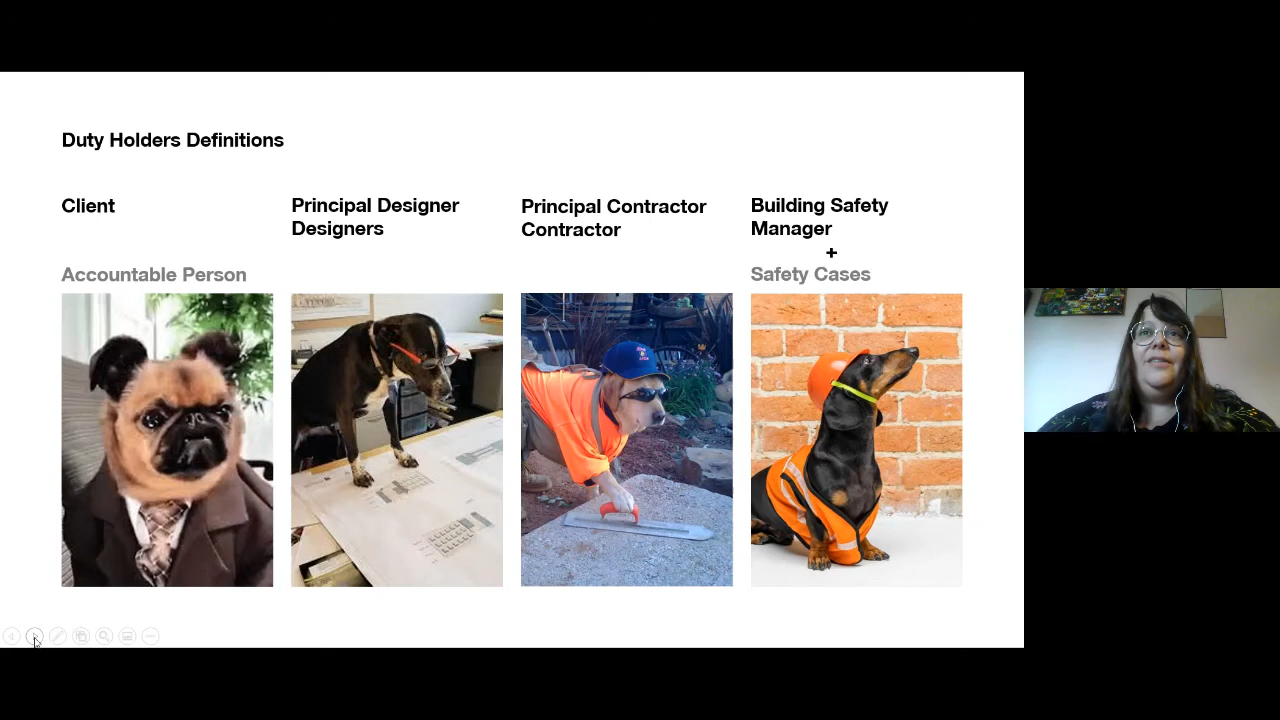 Duty Holders Definitions
Client
Accountable Person
Principal Designer
Designers
Principal Contractor
Contractor
Building Safety
Manager
+
Safety Cases